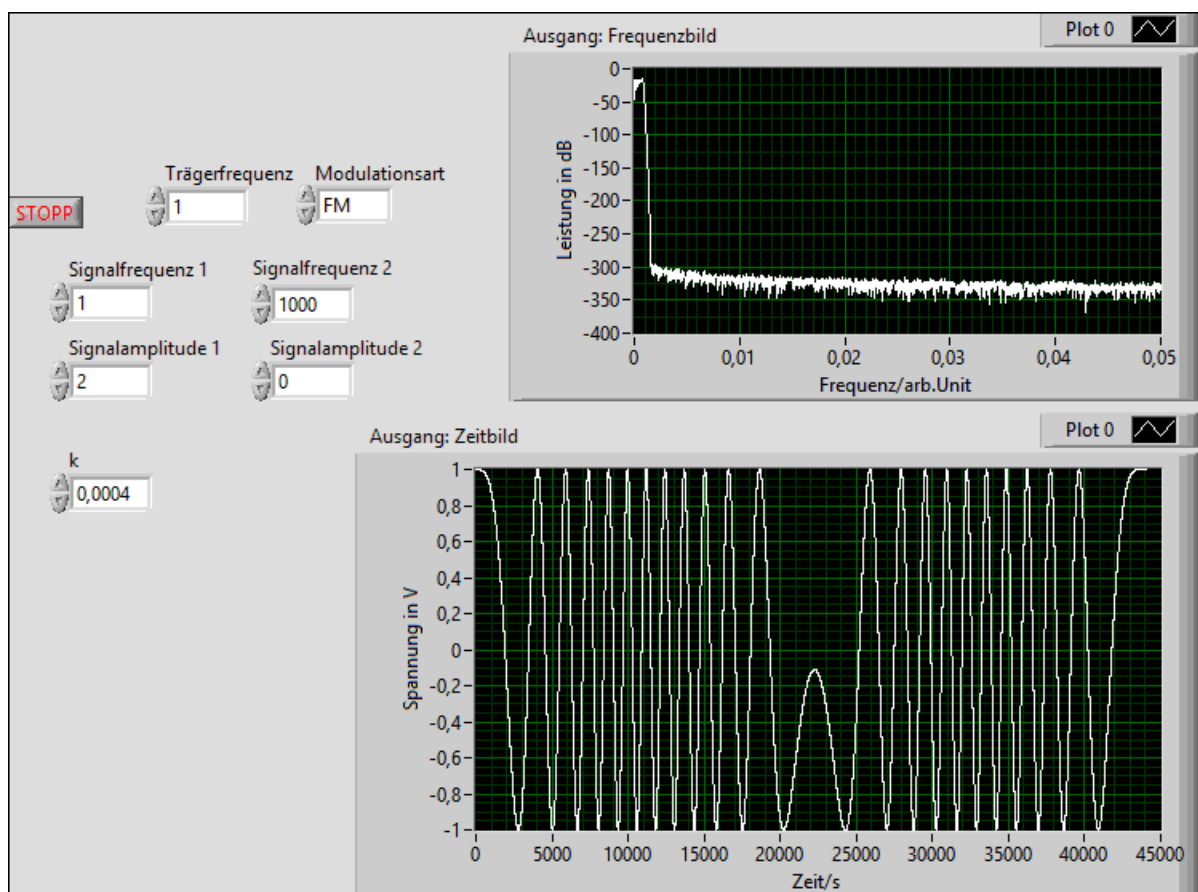 Ausgang: Frequenzbild
Plot 0
Leistung in dB
0
-50
-100
-150
-200
-250
-300
-350
-400
0 0,01 0,02 0,03 0,04 0,05
Frequenz/arb.Unit
Trägerfrequenz Modulationsart
STOPP 1 FM
Signalfrequenz 1 Signalfrequenz 2
1 1000
Signalamplitude 1 Signalamplitude 2
2 0
k
0,0004
Ausgang: Zeitbild
Plot 0
Spannung in V
1
0,8
0,6
0,4
0,2
0
-0,2
-0,4
-0,6
-0,8
-1
0 5000 10000 15000 20000 25000 30000 35000 40000 45000
Zeit/s